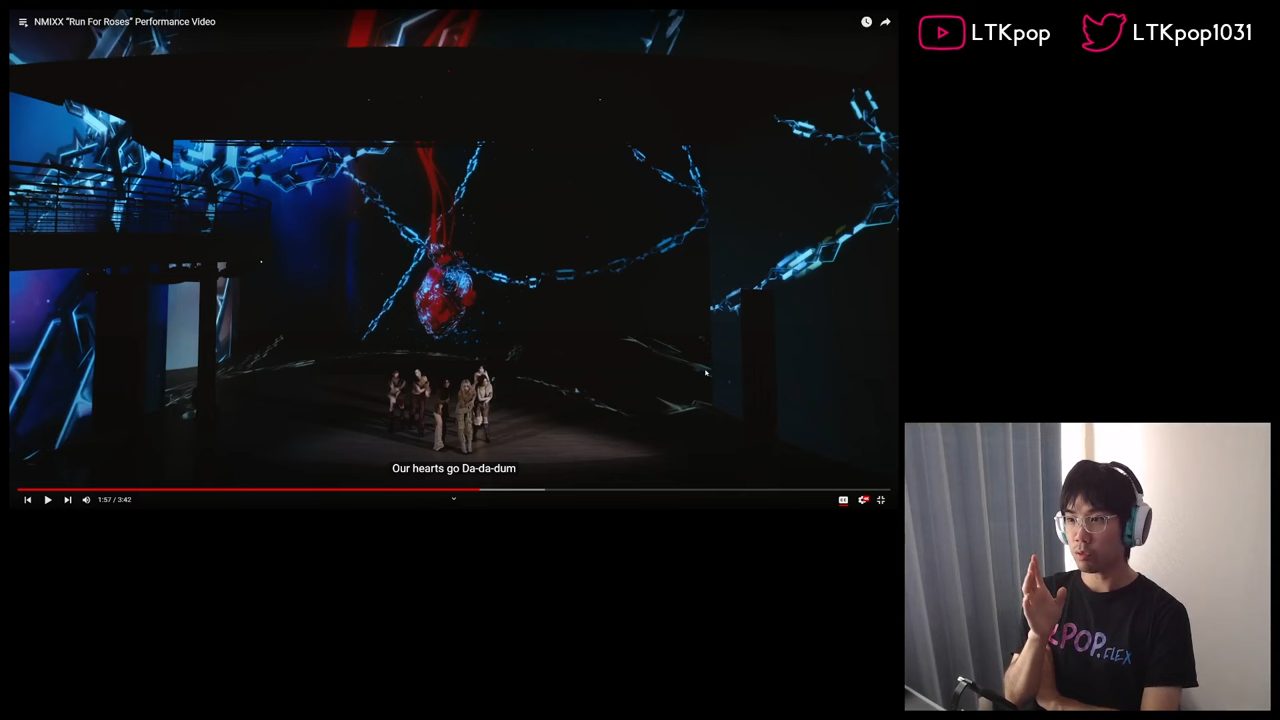 NMIXX “Run For Roses” Performance Video
LTKpop
LTKpop1031
Our hearts go Da-da-dum
1:57 / 3:42
KPOP.FLEX